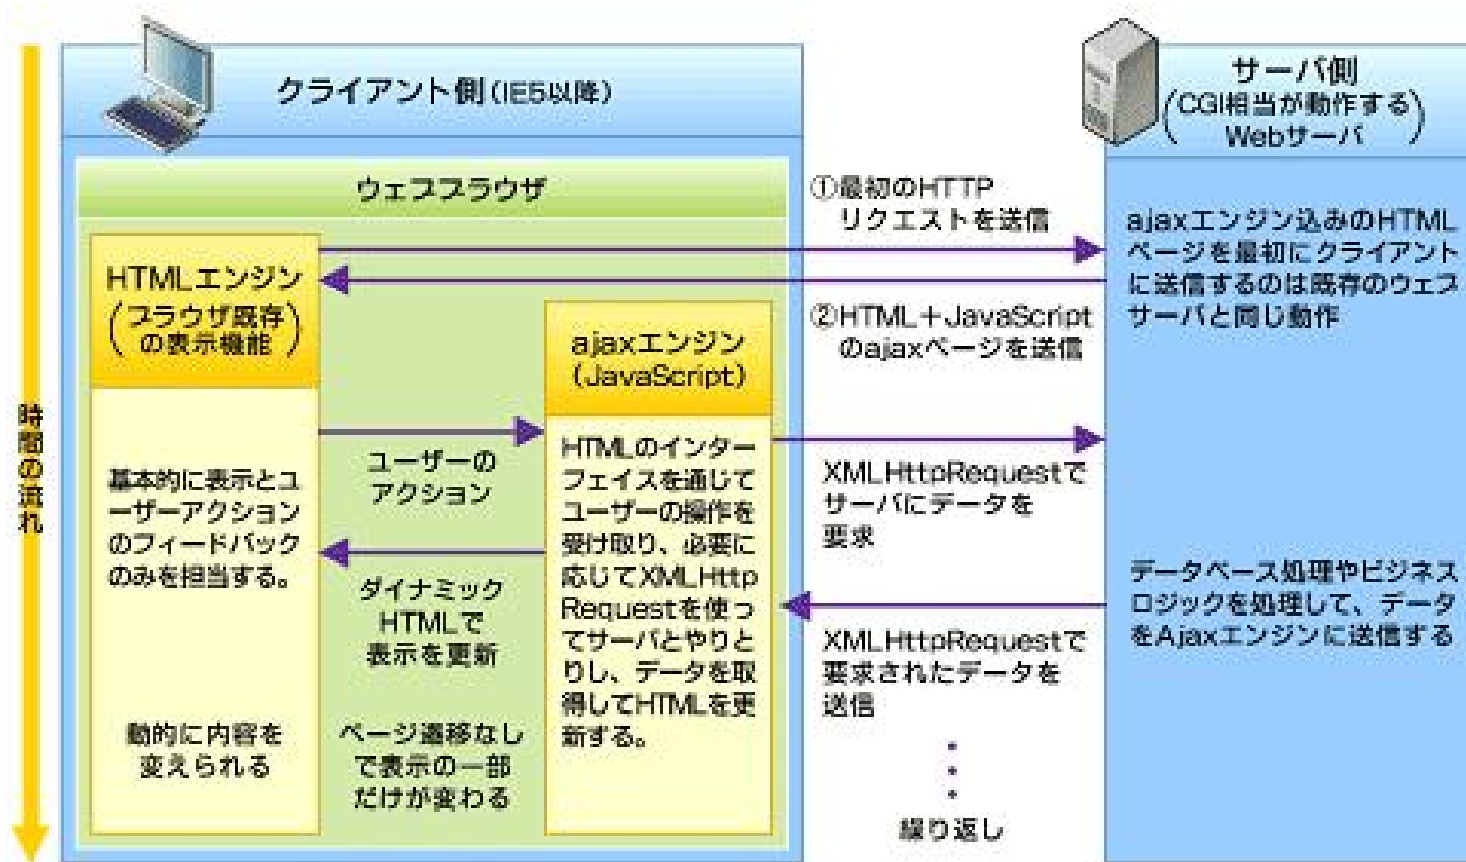 クライアント側(IE5以降)
サーバ側
(CGI相当が動作する
Webサーバ)
ウェブブラウザ
時間の流れ
HTMLエンジン
(ブラウザ既存
の表示機能)
基本的に表示とユ
ーザーアクション
のフィードバック
のみを担当する。
動的に内容を
変えられる
ユーザーの
アクション
ダイナミック
HTMLで
表示を更新
ページ遷移なし
で表示の一部
だけが変わる
ajaxエンジン
(JavaScript)
HTMLのインター
フェイスを通じて
ユーザーの操作を
受け取り、必要に
応じてXMLHttp
Requestを使っ
てサーバとやりと
りし、データを取
得してHTMLを更
新する。
①最初のHTTP
リクエストを送信
②HTML+JavaScript
のajaxページを送信
XMLHttpRequestで
サーバにデータを
要求
XMLHttpRequestで
要求されたデータを
送信
繰り返し
ajaxエンジン込みのHTML
ページを最初にクライアント
に送信するのは既存のウェブ
サーバと同じ動作
データベース処理やビジネス
ロジックを処理して、データ
をAjaxエンジンに送信する